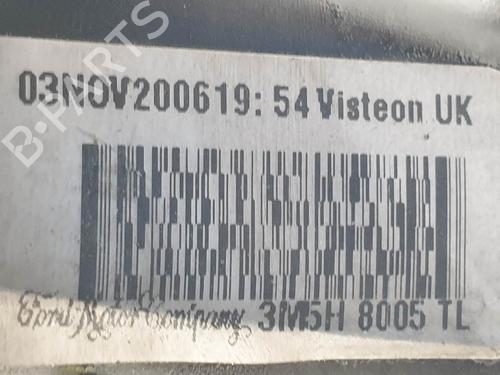 B-PARTS
03NOV200619: 54 Visteon UK
Ford Motor Company 3M5H 8005 TL